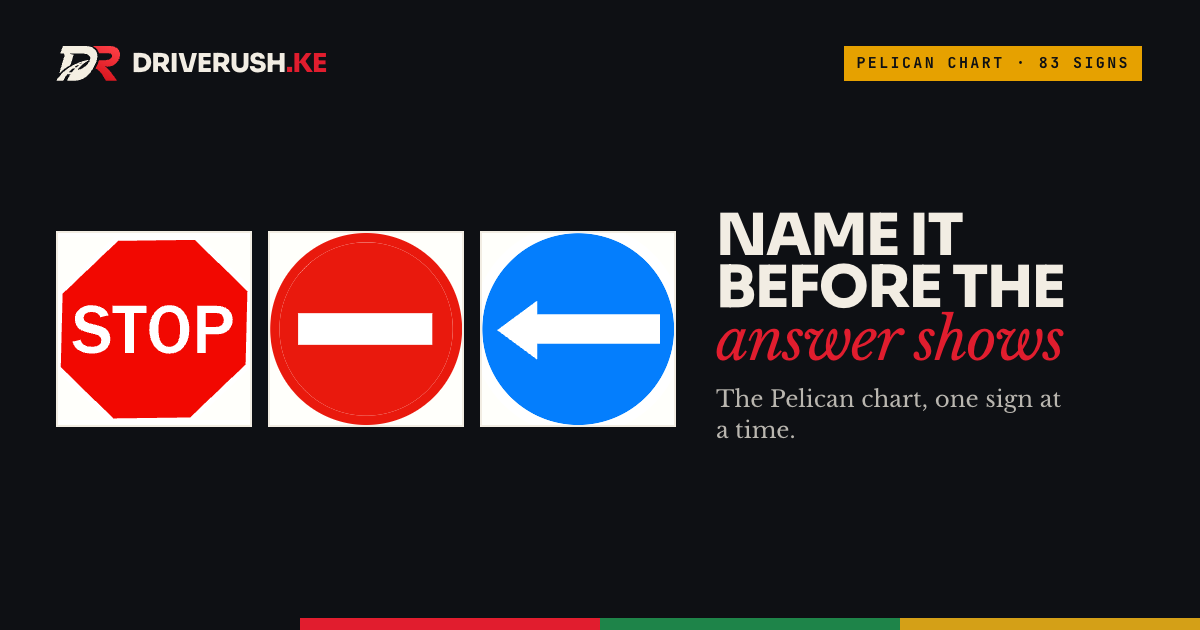 DRIVERUSH.KE
PELICAN CHART · 83 SIGNS
STOP
NAME IT
BEFORE THE
answer shows
The Pelican chart, one sign at
a time.